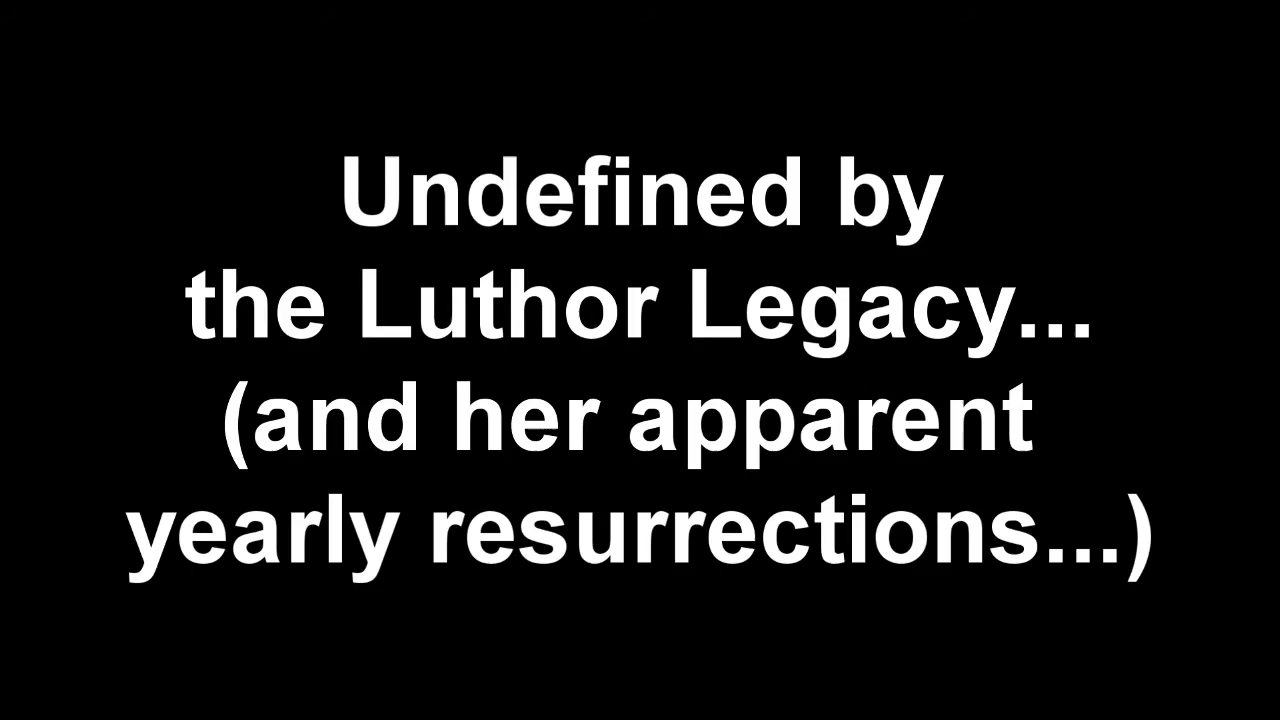 Undefined by
the Luthor Legacy...
(and her apparent
yearly resurrections...)